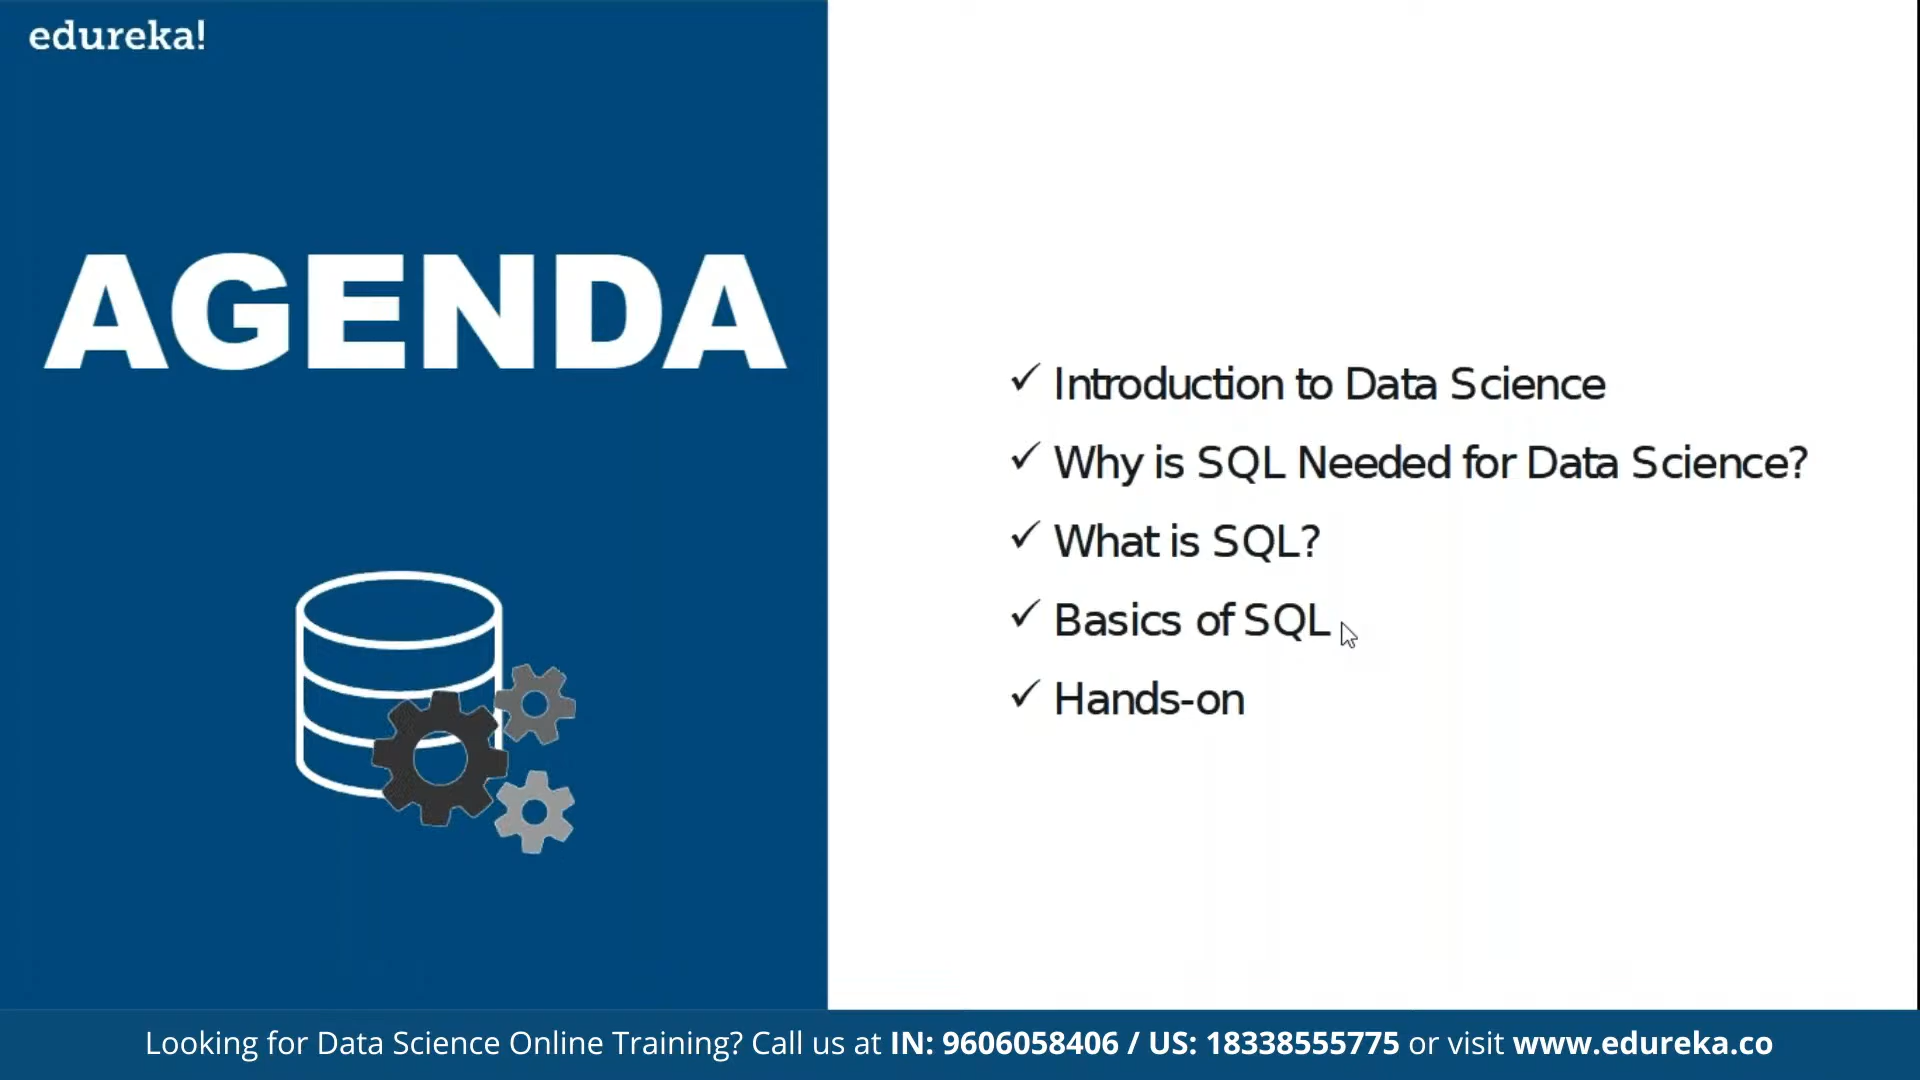 edureka!
AGENDA
✓ Introduction to Data Science
✓ Why is SQL Needed for Data Science?
✓ What is SQL?
✓ Basics of SQL
✓ Hands-on
Looking for Data Science Online Training? Call us at IN: 9606058406 / US: 18338555775 or visit www.edureka.co